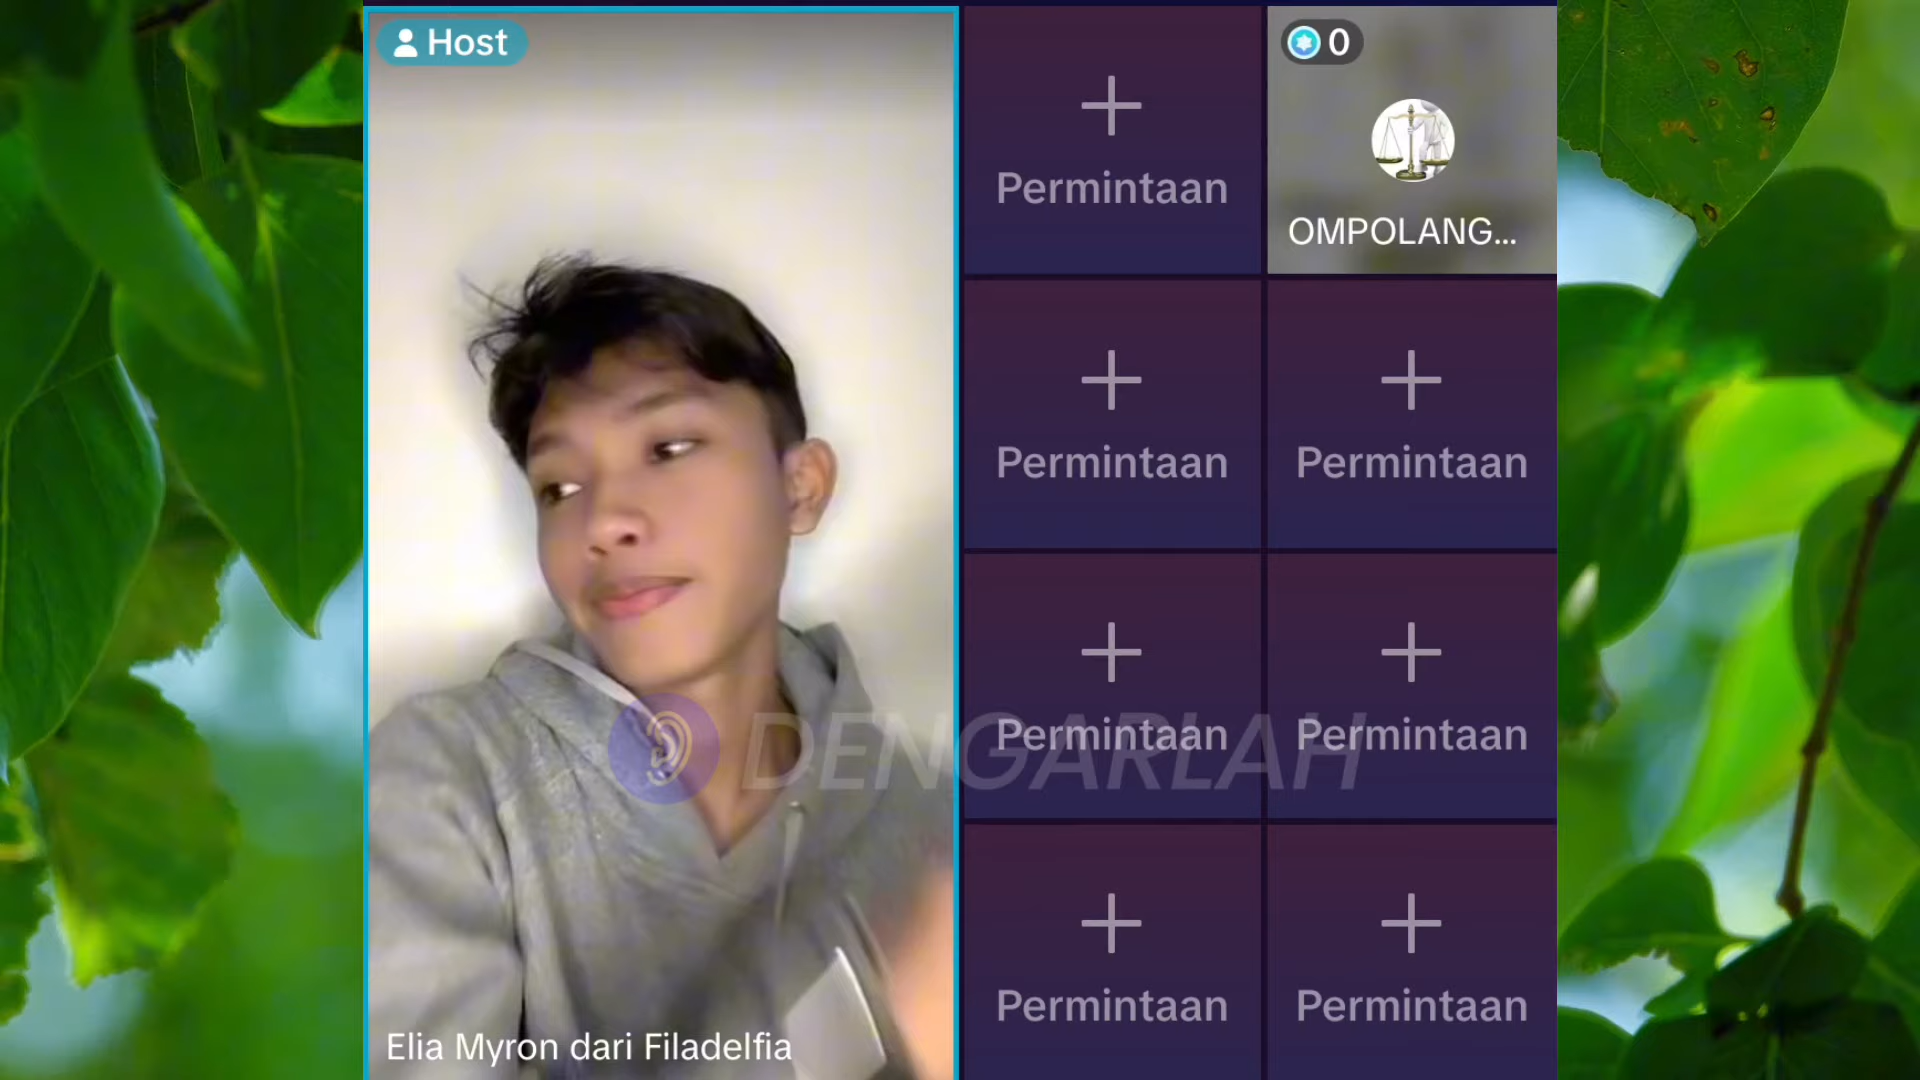 Host
Elia Myron dari Filadelfia
Permintaan
0
OMPOLANG...
Permintaan
Permintaan
Permintaan
Permintaan
DENGARLAH
Permintaan
Permintaan